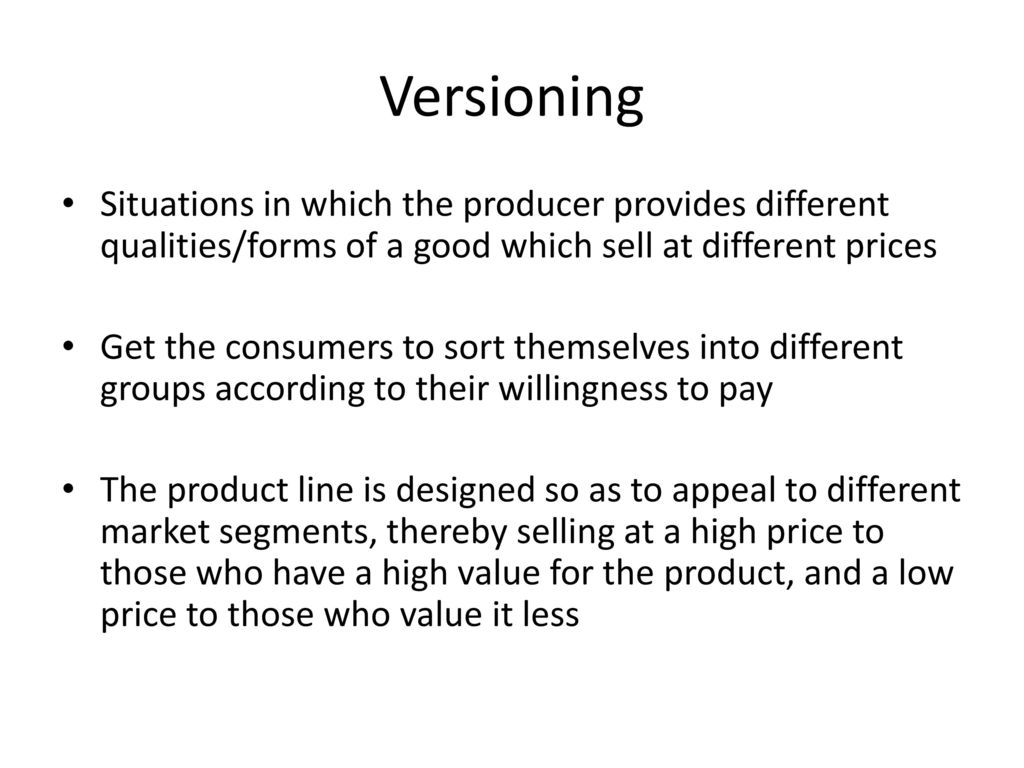 Versioning
• Situations in which the producer provides different
qualities/forms of a good which sell at different prices
• Get the consumers to sort themselves into different
groups according to their willingness to pay
• The product line is designed so as to appeal to different
market segments, thereby selling at a high price to
those who have a high value for the product, and a low
price to those who value it less